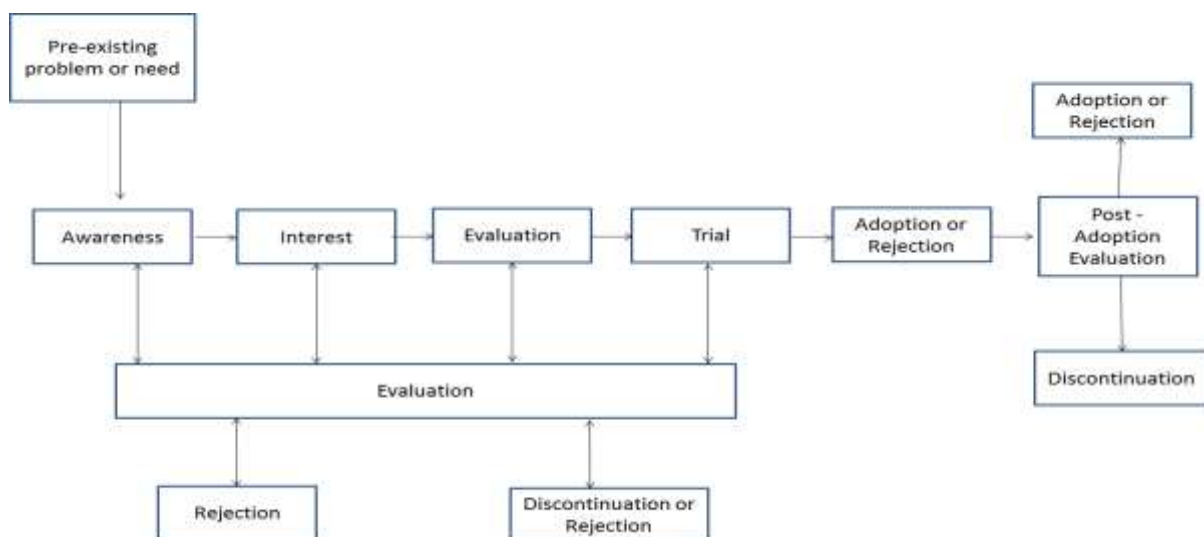 Pre-existing
problem or need
Adoption or
Rejection
Awareness
Interest
Evaluation
Trial
Adoption or
Rejection
Post -
Adoption
Evaluation
Evaluation
Discontinuation
Rejection
Discontinuation or
Rejection